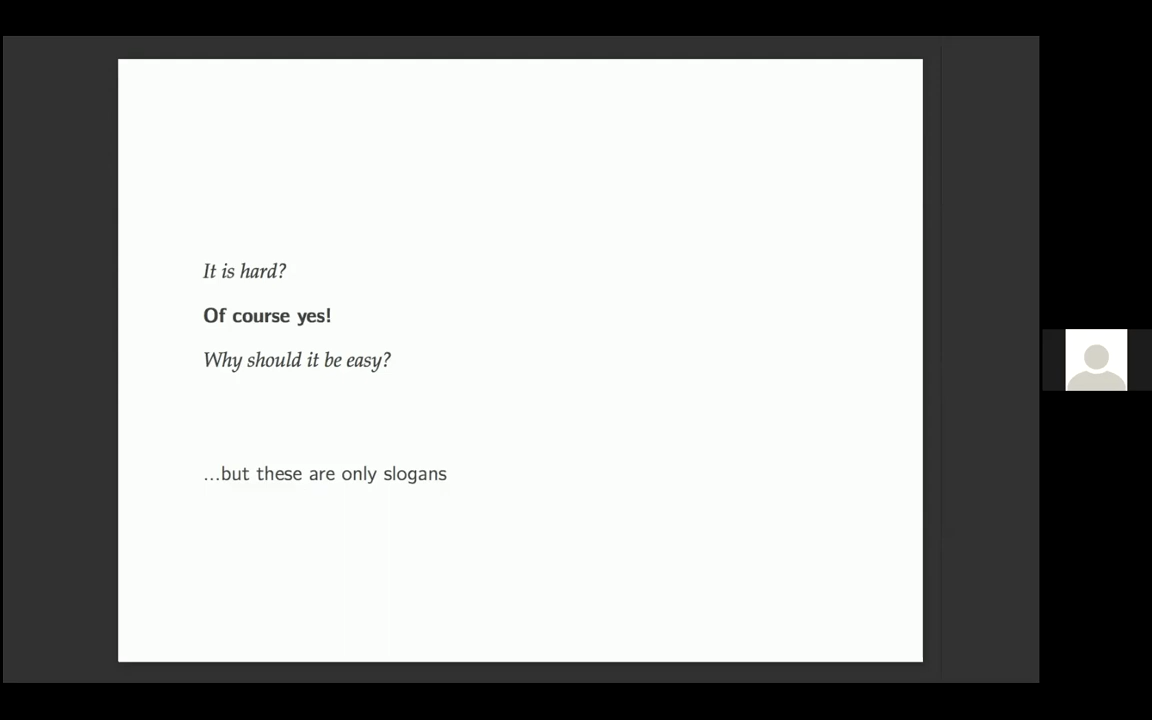 It is hard?
Of course yes!
Why should it be easy?
...but these are only slogans